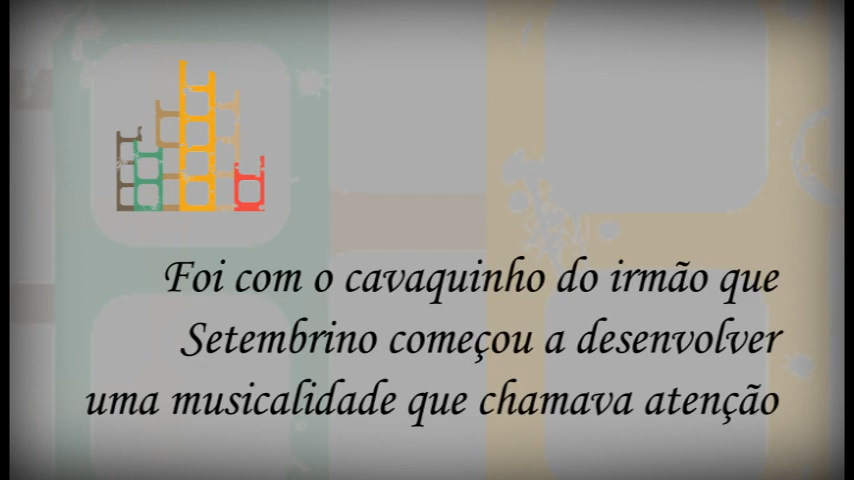 Foi com o cavaquinho do irmão que
Setembrino começou a desenvolver
uma musicalidade que chamava atenção